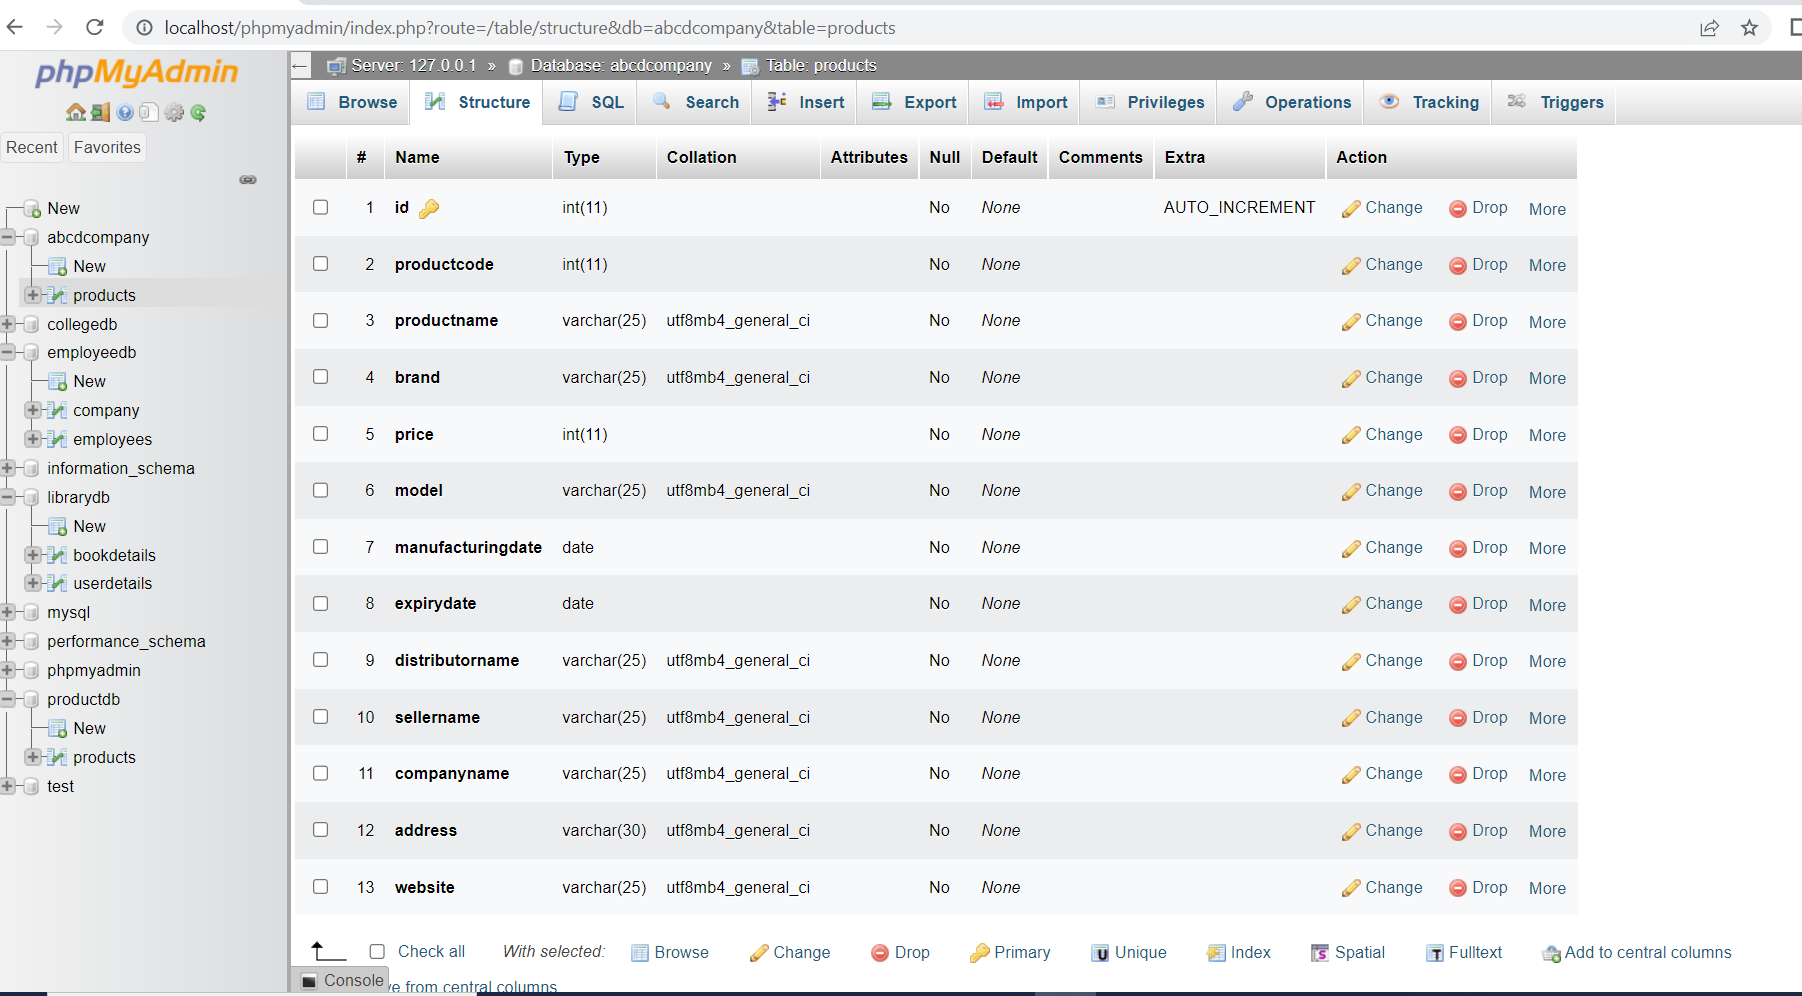 localhost/phpmyadmin/index.php?route=/table/structure&db=abcdcompany&table=products
phpMyAdmin
Recent Favorites
New
abcdcompany
New
products
collegedb
employeedb
New
company
employees
information_schema
librarydb
New
bookdetails
userdetails
mysql
performance_schema
phpmyadmin
productdb
New
products
test
Server: 127.0.0.1 » Database: abcdcompany » Table: products
Browse Structure SQL Search Insert Export Import Privileges Operations Tracking Triggers
# Name Type Collation Attributes Null Default Comments Extra Action
1 id int(11) No None AUTO_INCREMENT Change Drop More
2 productcode int(11) No None Change Drop More
3 productname varchar(25) utf8mb4_general_ci No None Change Drop More
4 brand varchar(25) utf8mb4_general_ci No None Change Drop More
5 price int(11) No None Change Drop More
6 model varchar(25) utf8mb4_general_ci No None Change Drop More
7 manufacturingdate date No None Change Drop More
8 expirydate date No None Change Drop More
9 distributorname varchar(25) utf8mb4_general_ci No None Change Drop More
10 sellername varchar(25) utf8mb4_general_ci No None Change Drop More
11 companyname varchar(25) utf8mb4_general_ci No None Change Drop More
12 address varchar(30) utf8mb4_general_ci No None Change Drop More
13 website varchar(25) utf8mb4_general_ci No None Change Drop More
Check all With selected: Browse Change Drop Primary Unique Index Spatial Fulltext Add to central columns
Console ve from central columns